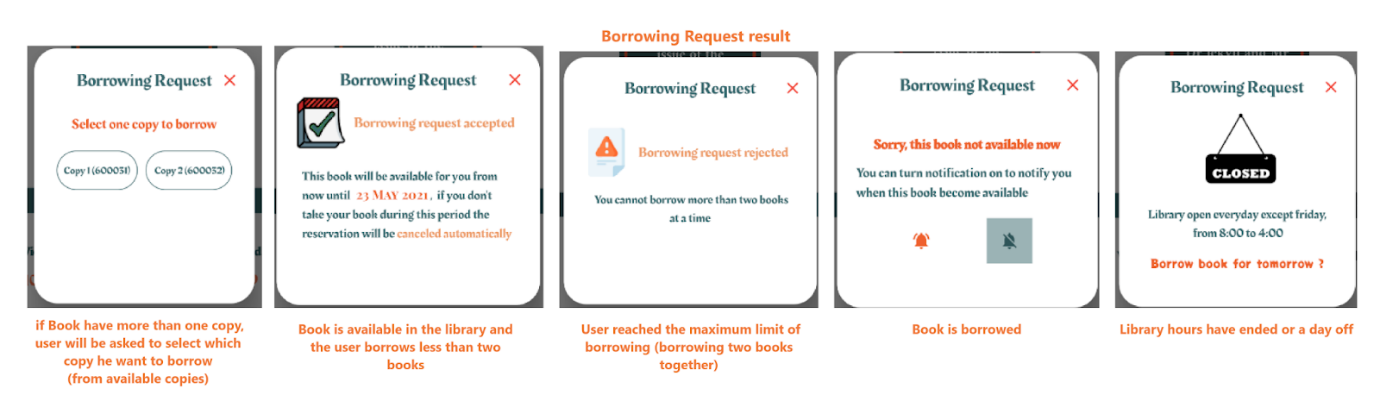 Borrowing Request result
Borrowing Request
Select one copy to borrow
Copy 1 (600031)
Copy 2 (600032)
if Book have more than one copy,
user will be asked to select which
copy he want to borrow
(from available copies)
Borrowing Request
Borrowing request accepted
This book will be available for you from
now until 23 MAY 2021, if you don't
take your book during this period the
reservation will be canceled automatically
Book is available in the library and
the user borrows less than two
books
issue of the
Borrowing Request
Borrowing request rejected
You cannot borrow more than two books
at a time
User reached the maximum limit of
borrowing (borrowing two books
together)
Borrowing Request
Sorry, this book not available now
You can turn notification on to notify you
when this book become available
Book is borrowed
Borrowing Request
CLOSED
Library open everyday except friday,
from 8:00 to 4:00
Borrow book for tomorrow ?
Library hours have ended or a day off